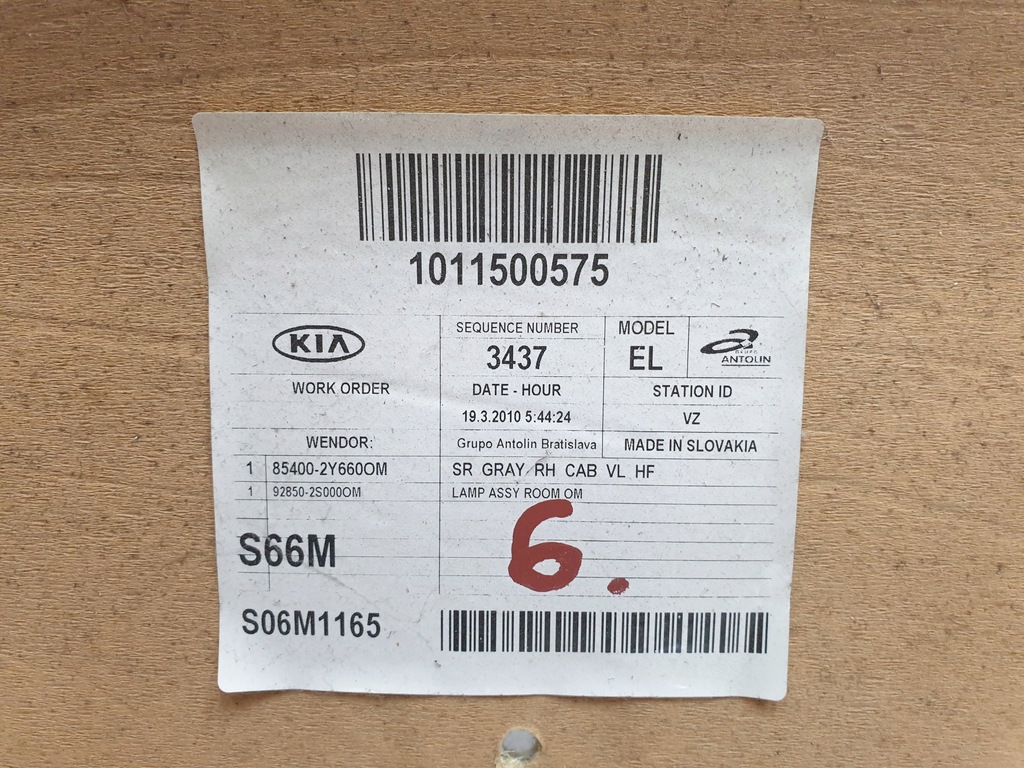 1011500575
KIA
SEQUENCE NUMBER
3437
MODEL
EL
GRUPO
ANTOLIN
WORK ORDER
DATE - HOUR
19.3.2010 5:44:24
STATION ID
VZ
WENDOR:
Grupo Antolin Bratislava
MADE IN SLOVAKIA
1 85400-2Y660OM SR GRAY RH CAB VL HF
1 92850-2S000OM LAMP ASSY ROOM OM
S66M
6.
S06M1165